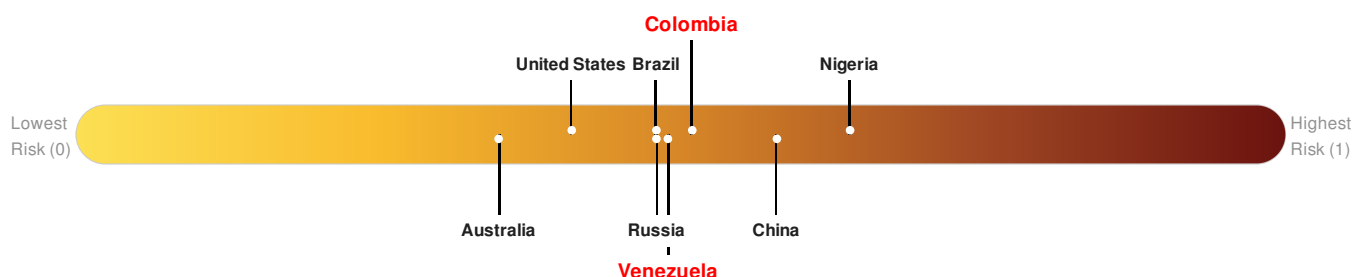 Colombia
United States Brazil Nigeria
Lowest
Risk (0)
Highest
Risk (1)
Australia Russia China
Venezuela